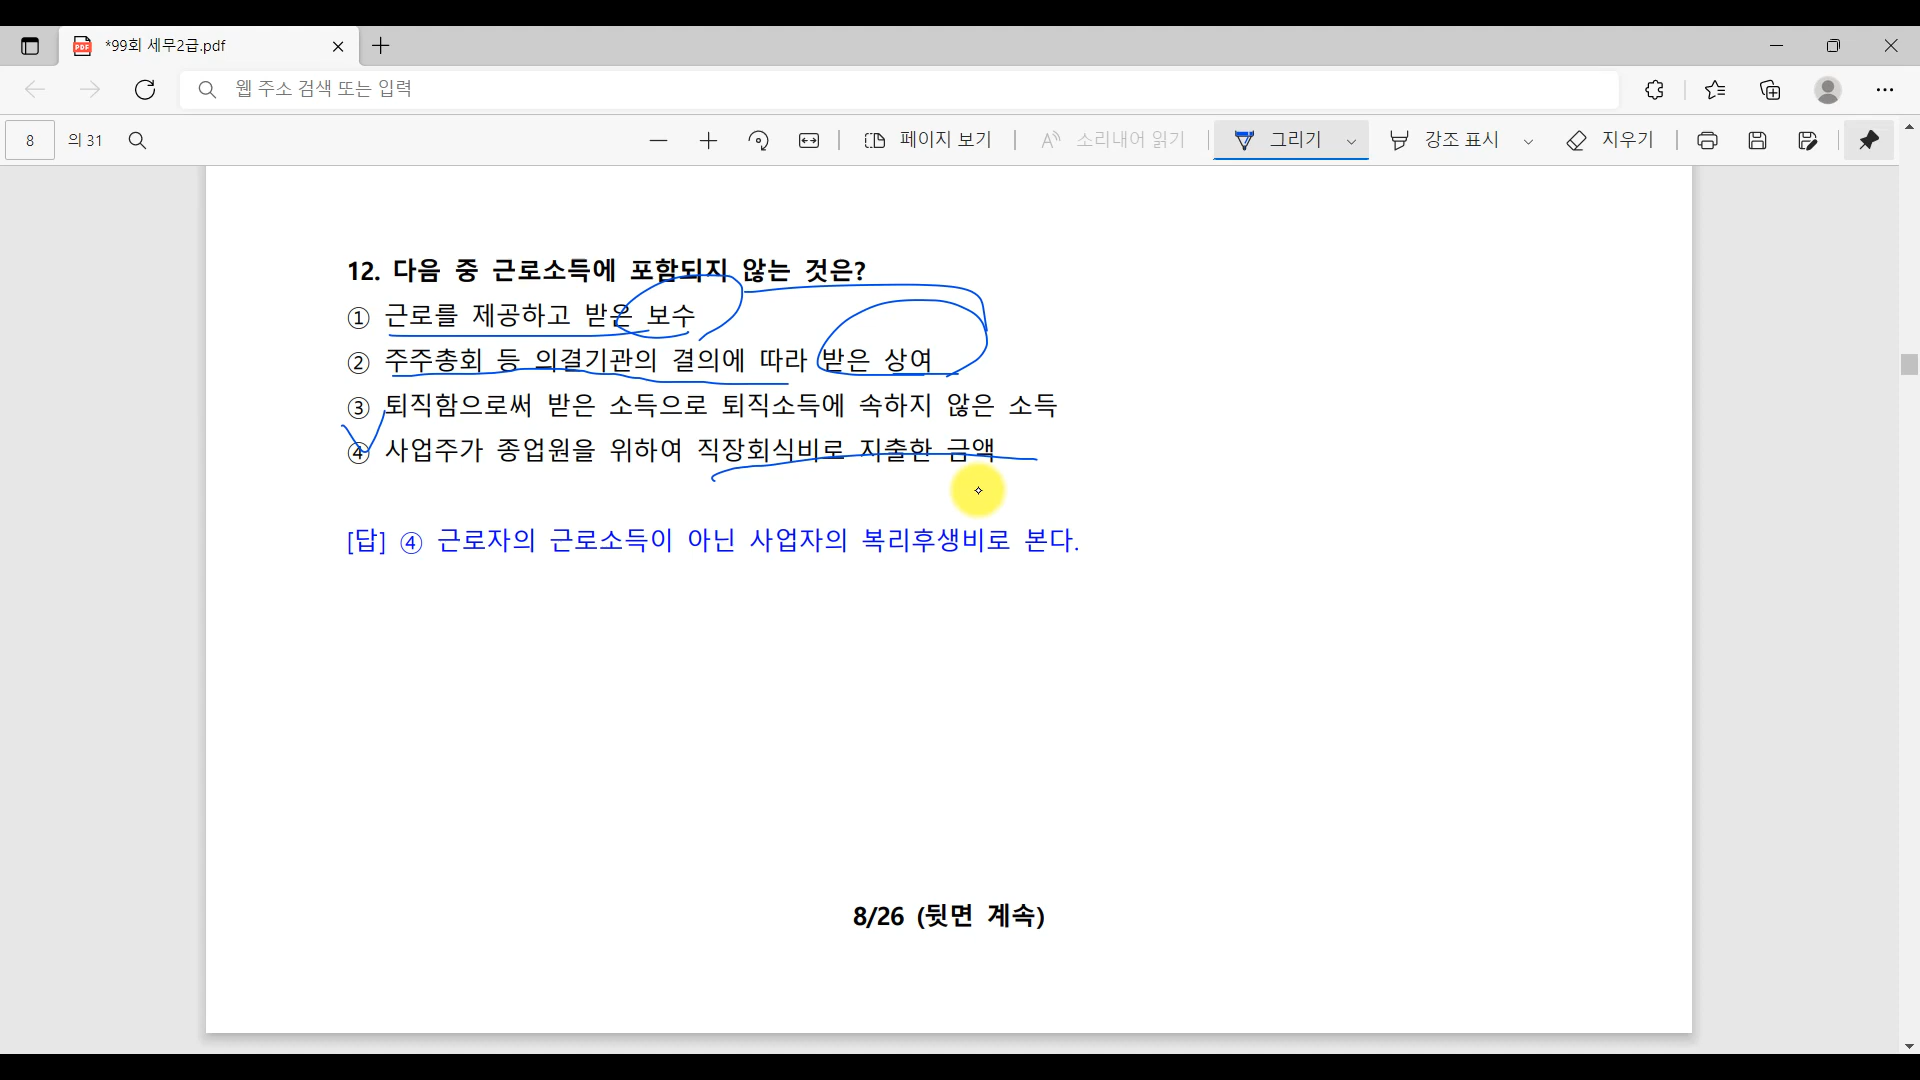 *99회 세무2급.pdf
웹 주소 검색 또는 입력
8 의 31 페이지 보기 소리내어 읽기 그리기 강조 표시 지우기
12. 다음 중 근로소득에 포함되지 않는 것은?
① 근로를 제공하고 받은 보수
② 주주총회 등 의결기관의 결의에 따라 받은 상여
③ 퇴직함으로써 받은 소득으로 퇴직소득에 속하지 않은 소득
④ 사업주가 종업원을 위하여 직장회식비로 지출한 금액
[답] ④ 근로자의 근로소득이 아닌 사업자의 복리후생비로 본다.
8/26 (뒷면 계속)